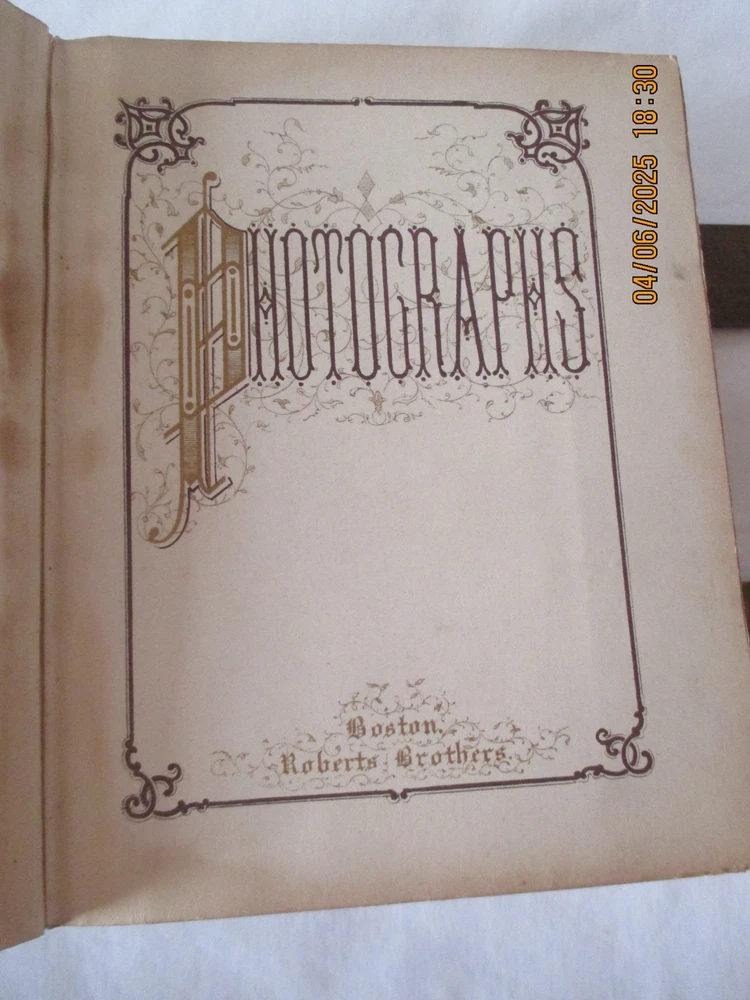 PHOTOGRAPHS
Boston.
Roberts Brothers.
04/06/2025 18:30